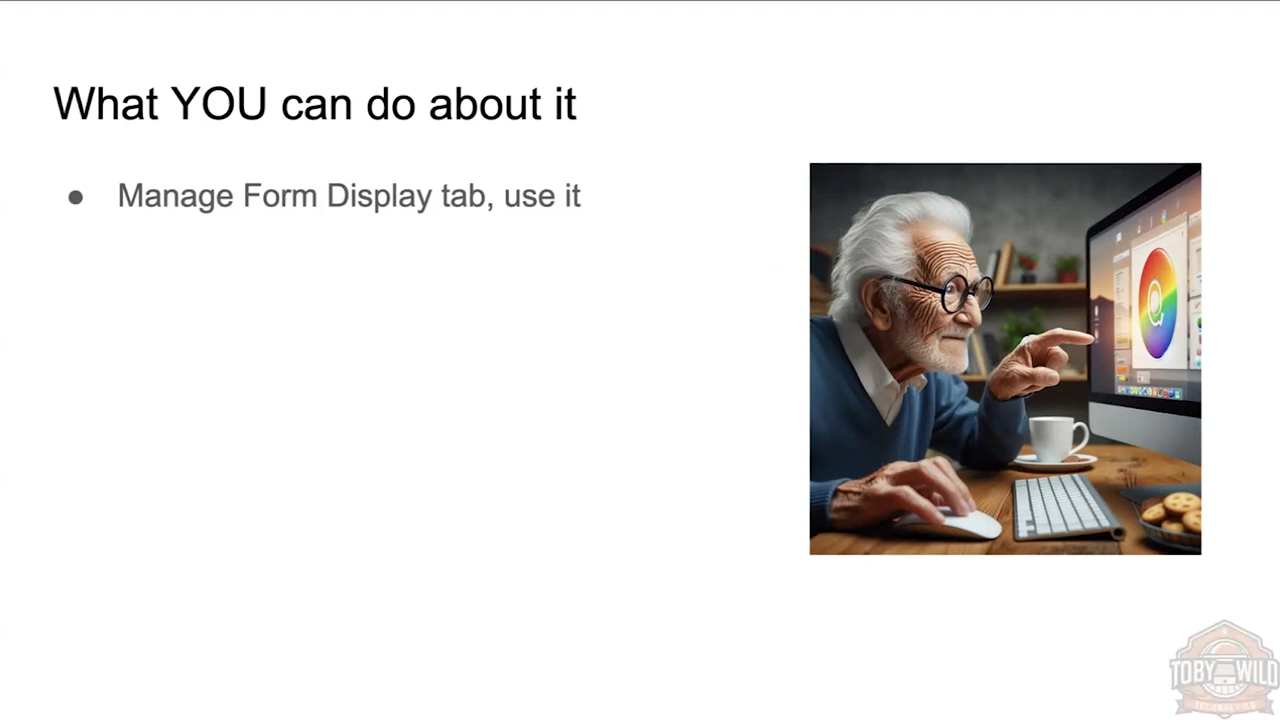 What YOU can do about it
● Manage Form Display tab, use it
TOBY WILD